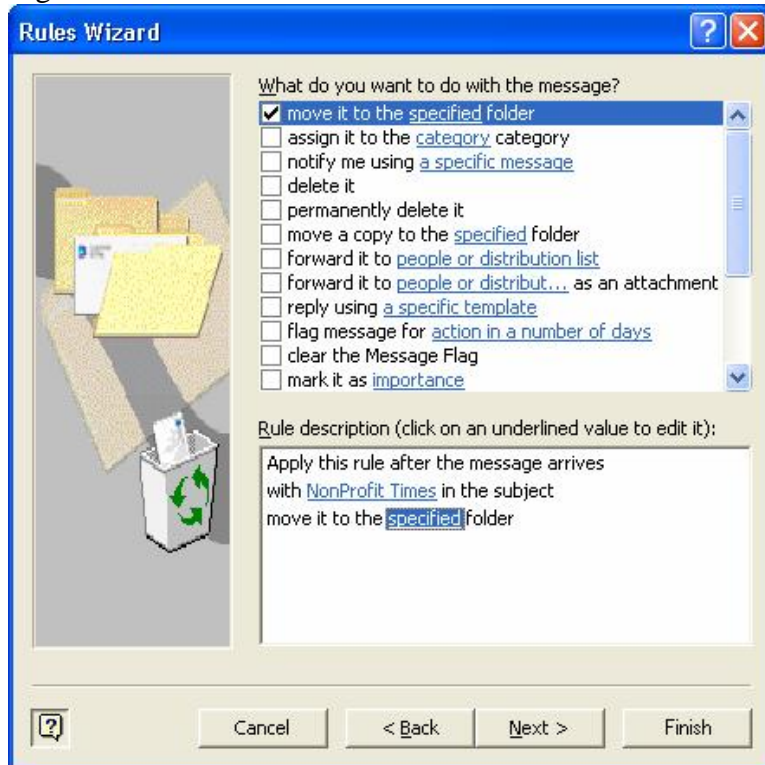 Rules Wizard
What do you want to do with the message?
move it to the specified folder
assign it to the category category
notify me using a specific message
delete it
permanently delete it
move a copy to the specified folder
forward it to people or distribution list
forward it to people or distribut... as an attachment
reply using a specific template
flag message for action in a number of days
clear the Message Flag
mark it as importance
Rule description (click on an underlined value to edit it):
Apply this rule after the message arrives
with NonProfit Times in the subject
move it to the specified folder
Cancel
< Back
Next >
Finish